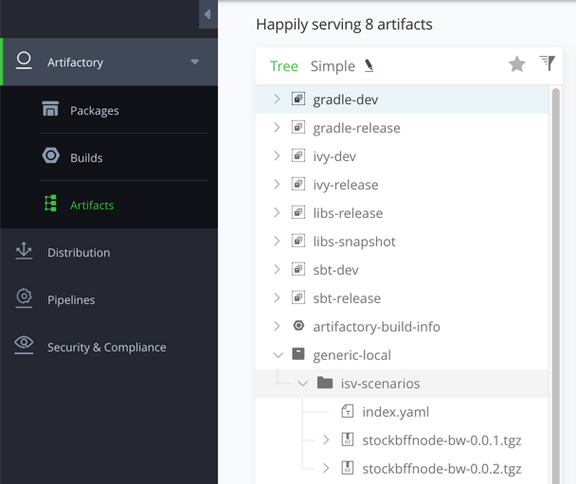 Happily serving 8 artifacts
Artifactory
Packages
Builds
Artifacts
Distribution
Pipelines
Security & Compliance
Tree Simple
gradle-dev
gradle-release
ivy-dev
ivy-release
libs-release
libs-snapshot
sbt-dev
sbt-release
artifactory-build-info
generic-local
isv-scenarios
index.yaml
stockbffnode-bw-0.0.1.tgz
stockbffnode-bw-0.0.2.tgz